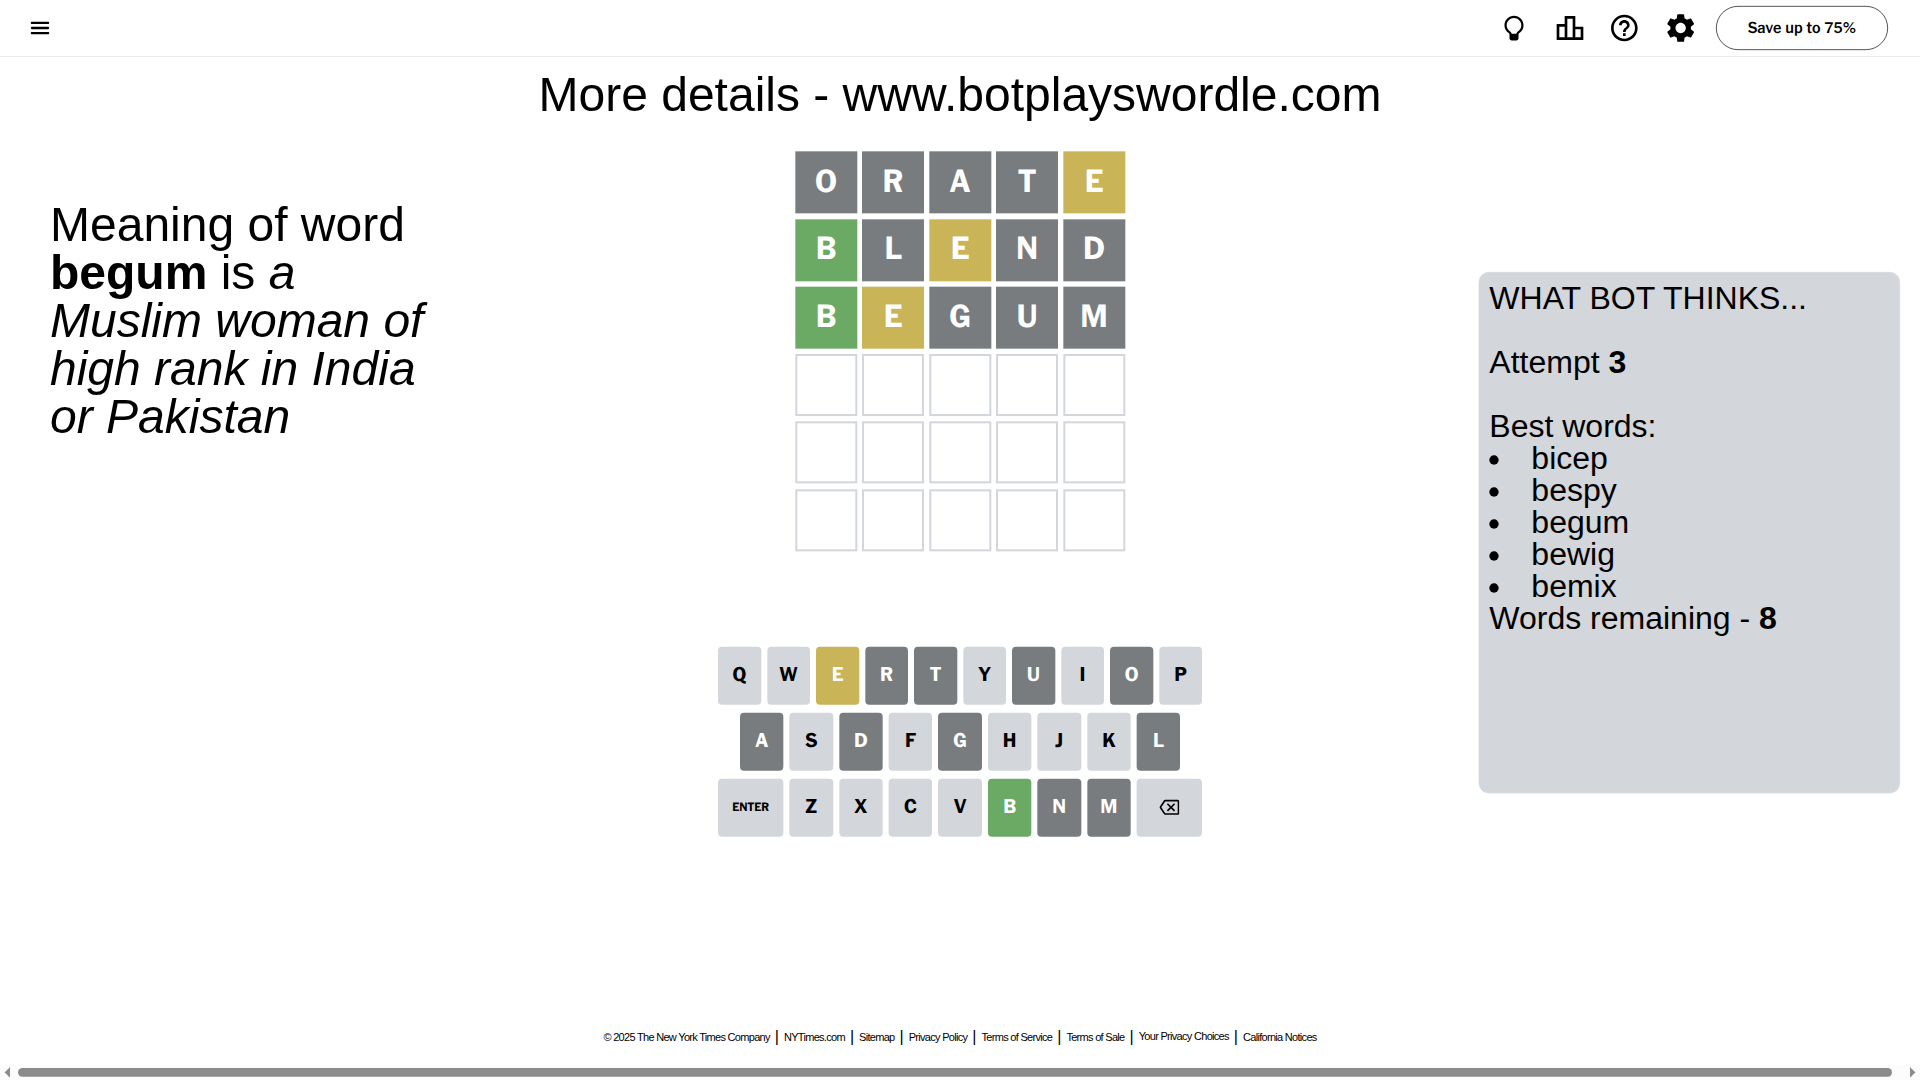 Save up to 75%
More details - www.botplayswordle.com
Meaning of word
begum is a
Muslim woman of
high rank in India
or Pakistan
O R A T E
B L E N D
B E G U M
WHAT BOT THINKS...
Attempt 3
Best words:
• bicep
• bespy
• begum
• bewig
• bemix
Words remaining - 8
Q W E R T Y U I O P
A S D F G H J K L
ENTER Z X C V B N M
© 2025 The New York Times Company | NYTimes.com | Sitemap | Privacy Policy | Terms of Service | Terms of Sale | Your Privacy Choices | California Notices